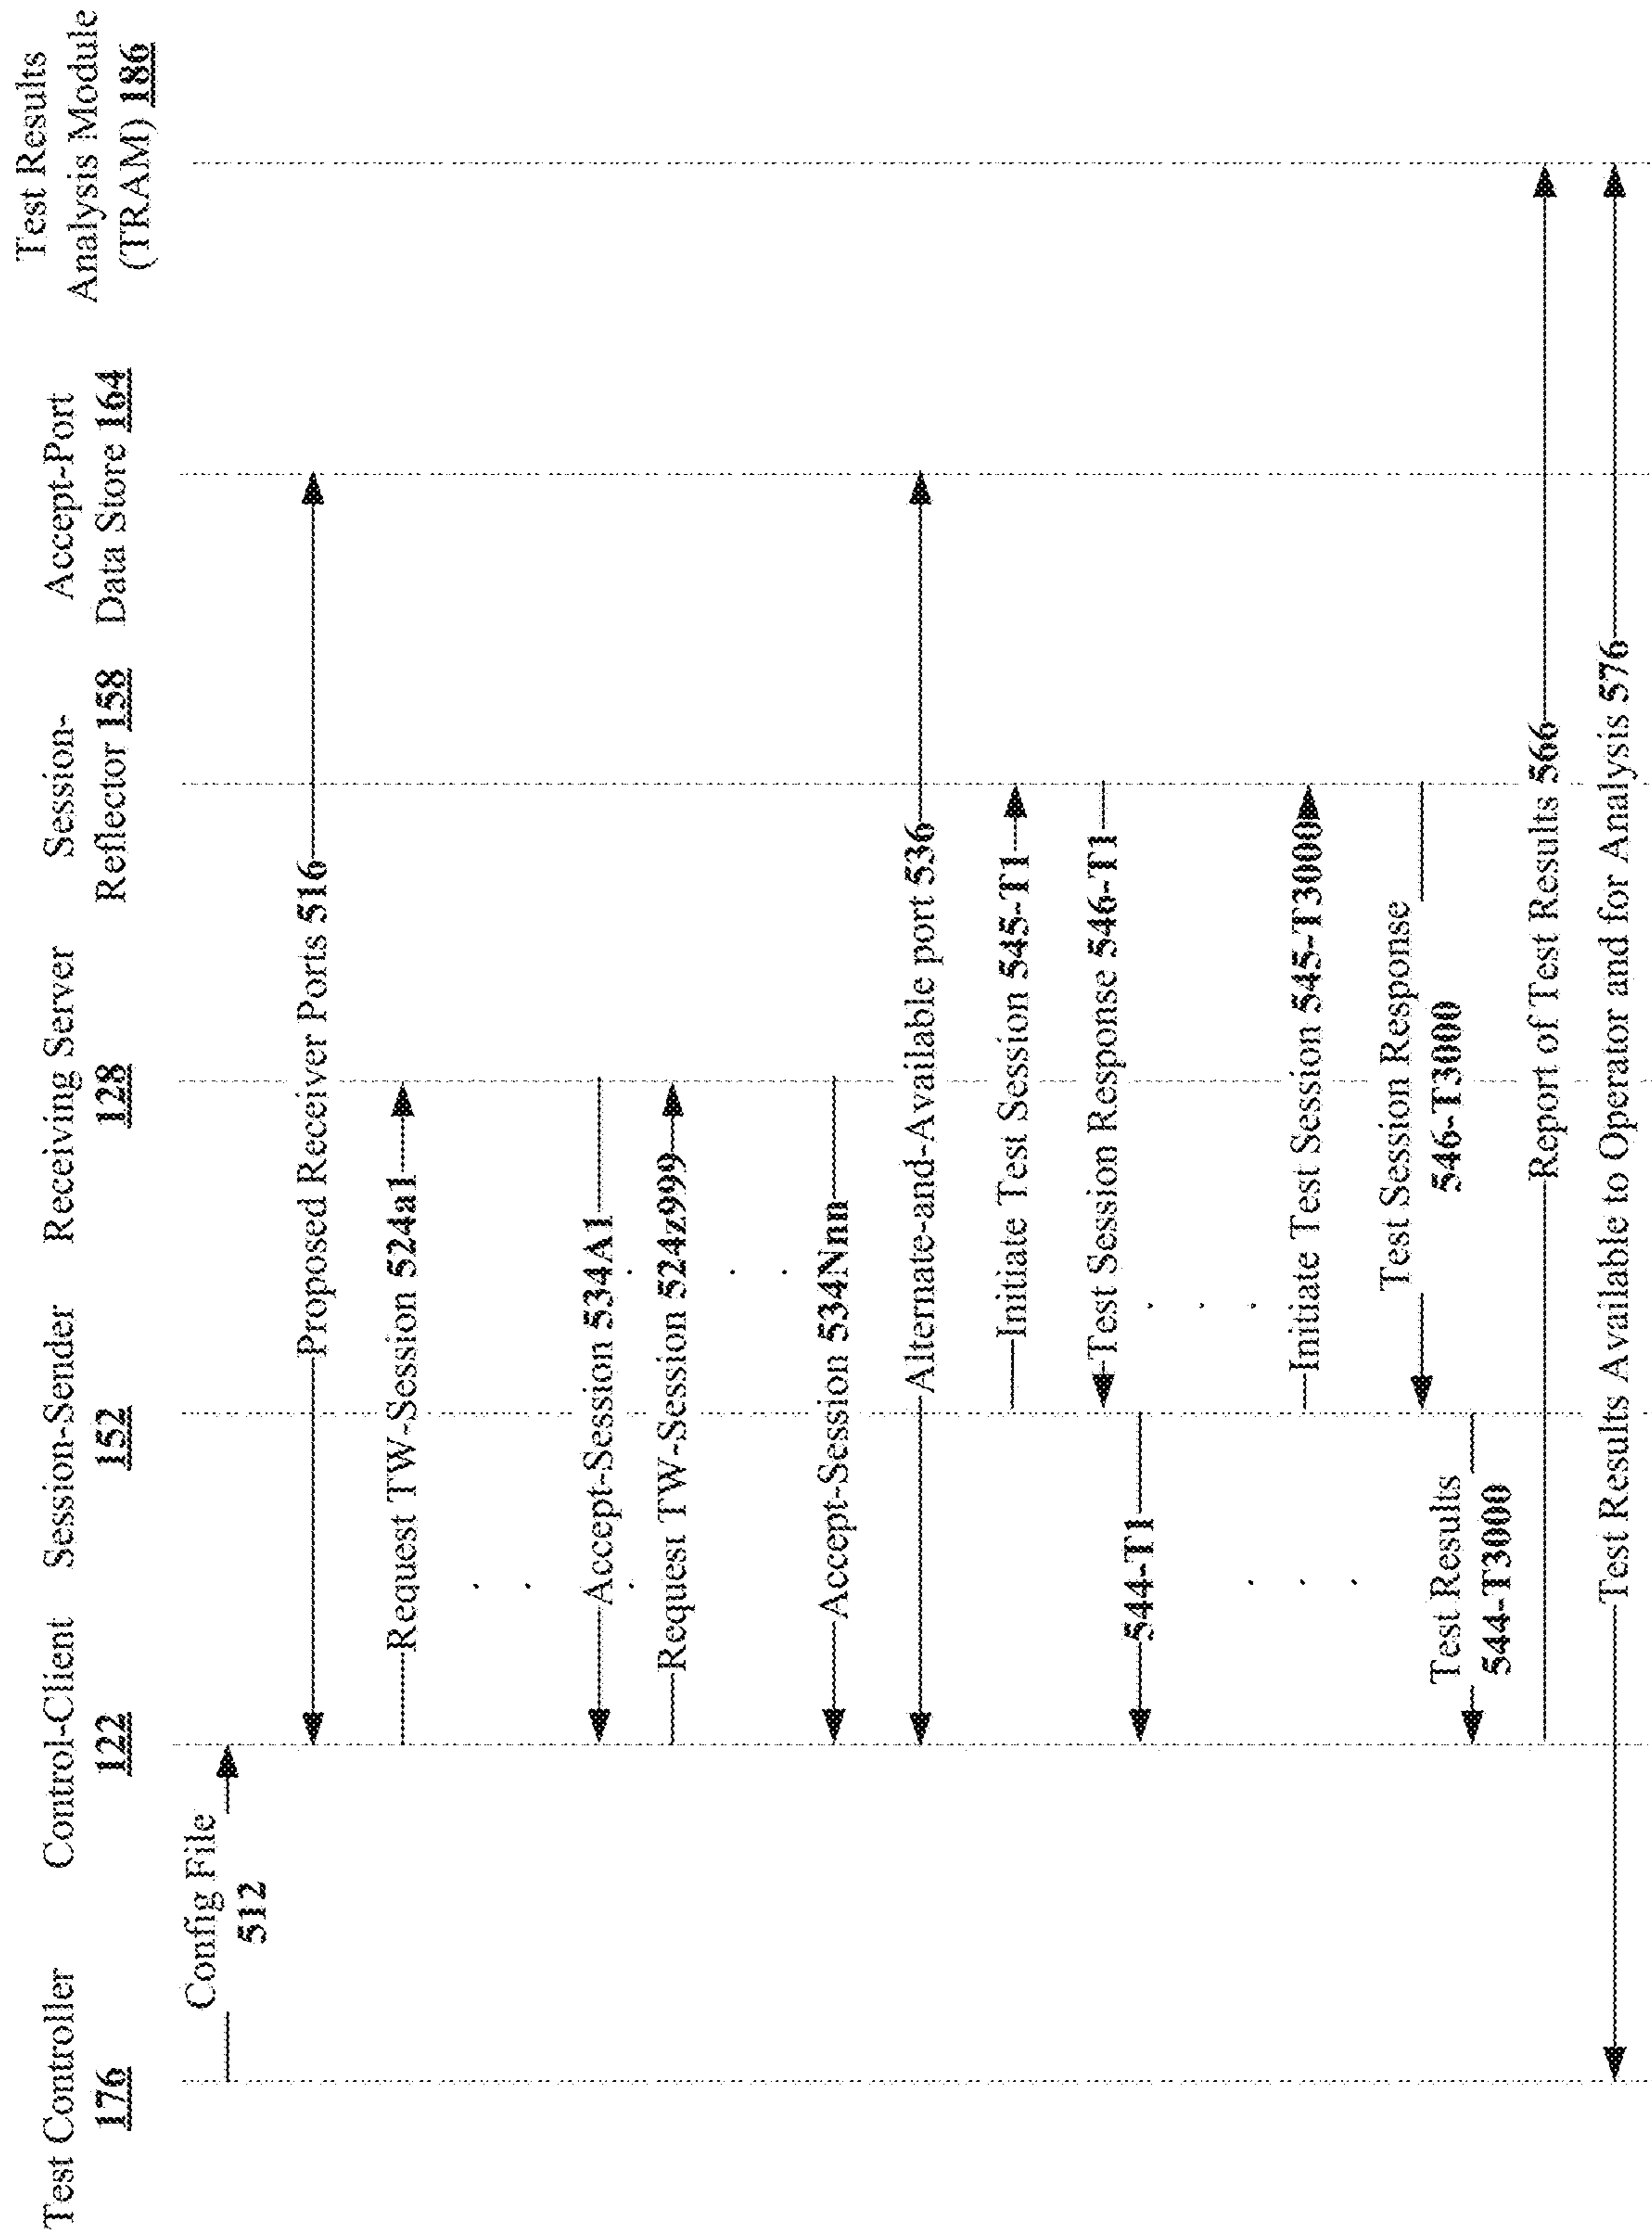 Test Controller
176
Control-Client
122
Session-Sender
152
Receiving Server
128
Session-
Reflector 158
Accept-Port
Data Store 164
Test Results
Analysis Module
(TRAM) 186
Config File
512
Proposed Receiver Ports 516
Request TW-Session 524a1
. . .
Accept-Session 534A1
. . .
Request TW-Session 524z999
Accept-Session 534Nnn
Alternate-and-Available port 536
Initiate Test Session 545-T1
Test Session Response 546-T1
544-T1
. . .
. . .
Initiate Test Session 545-T3000
Test Session Response
546-T3000
Test Results
544-T3000
Report of Test Results 566
Test Results Available to Operator and for Analysis 576